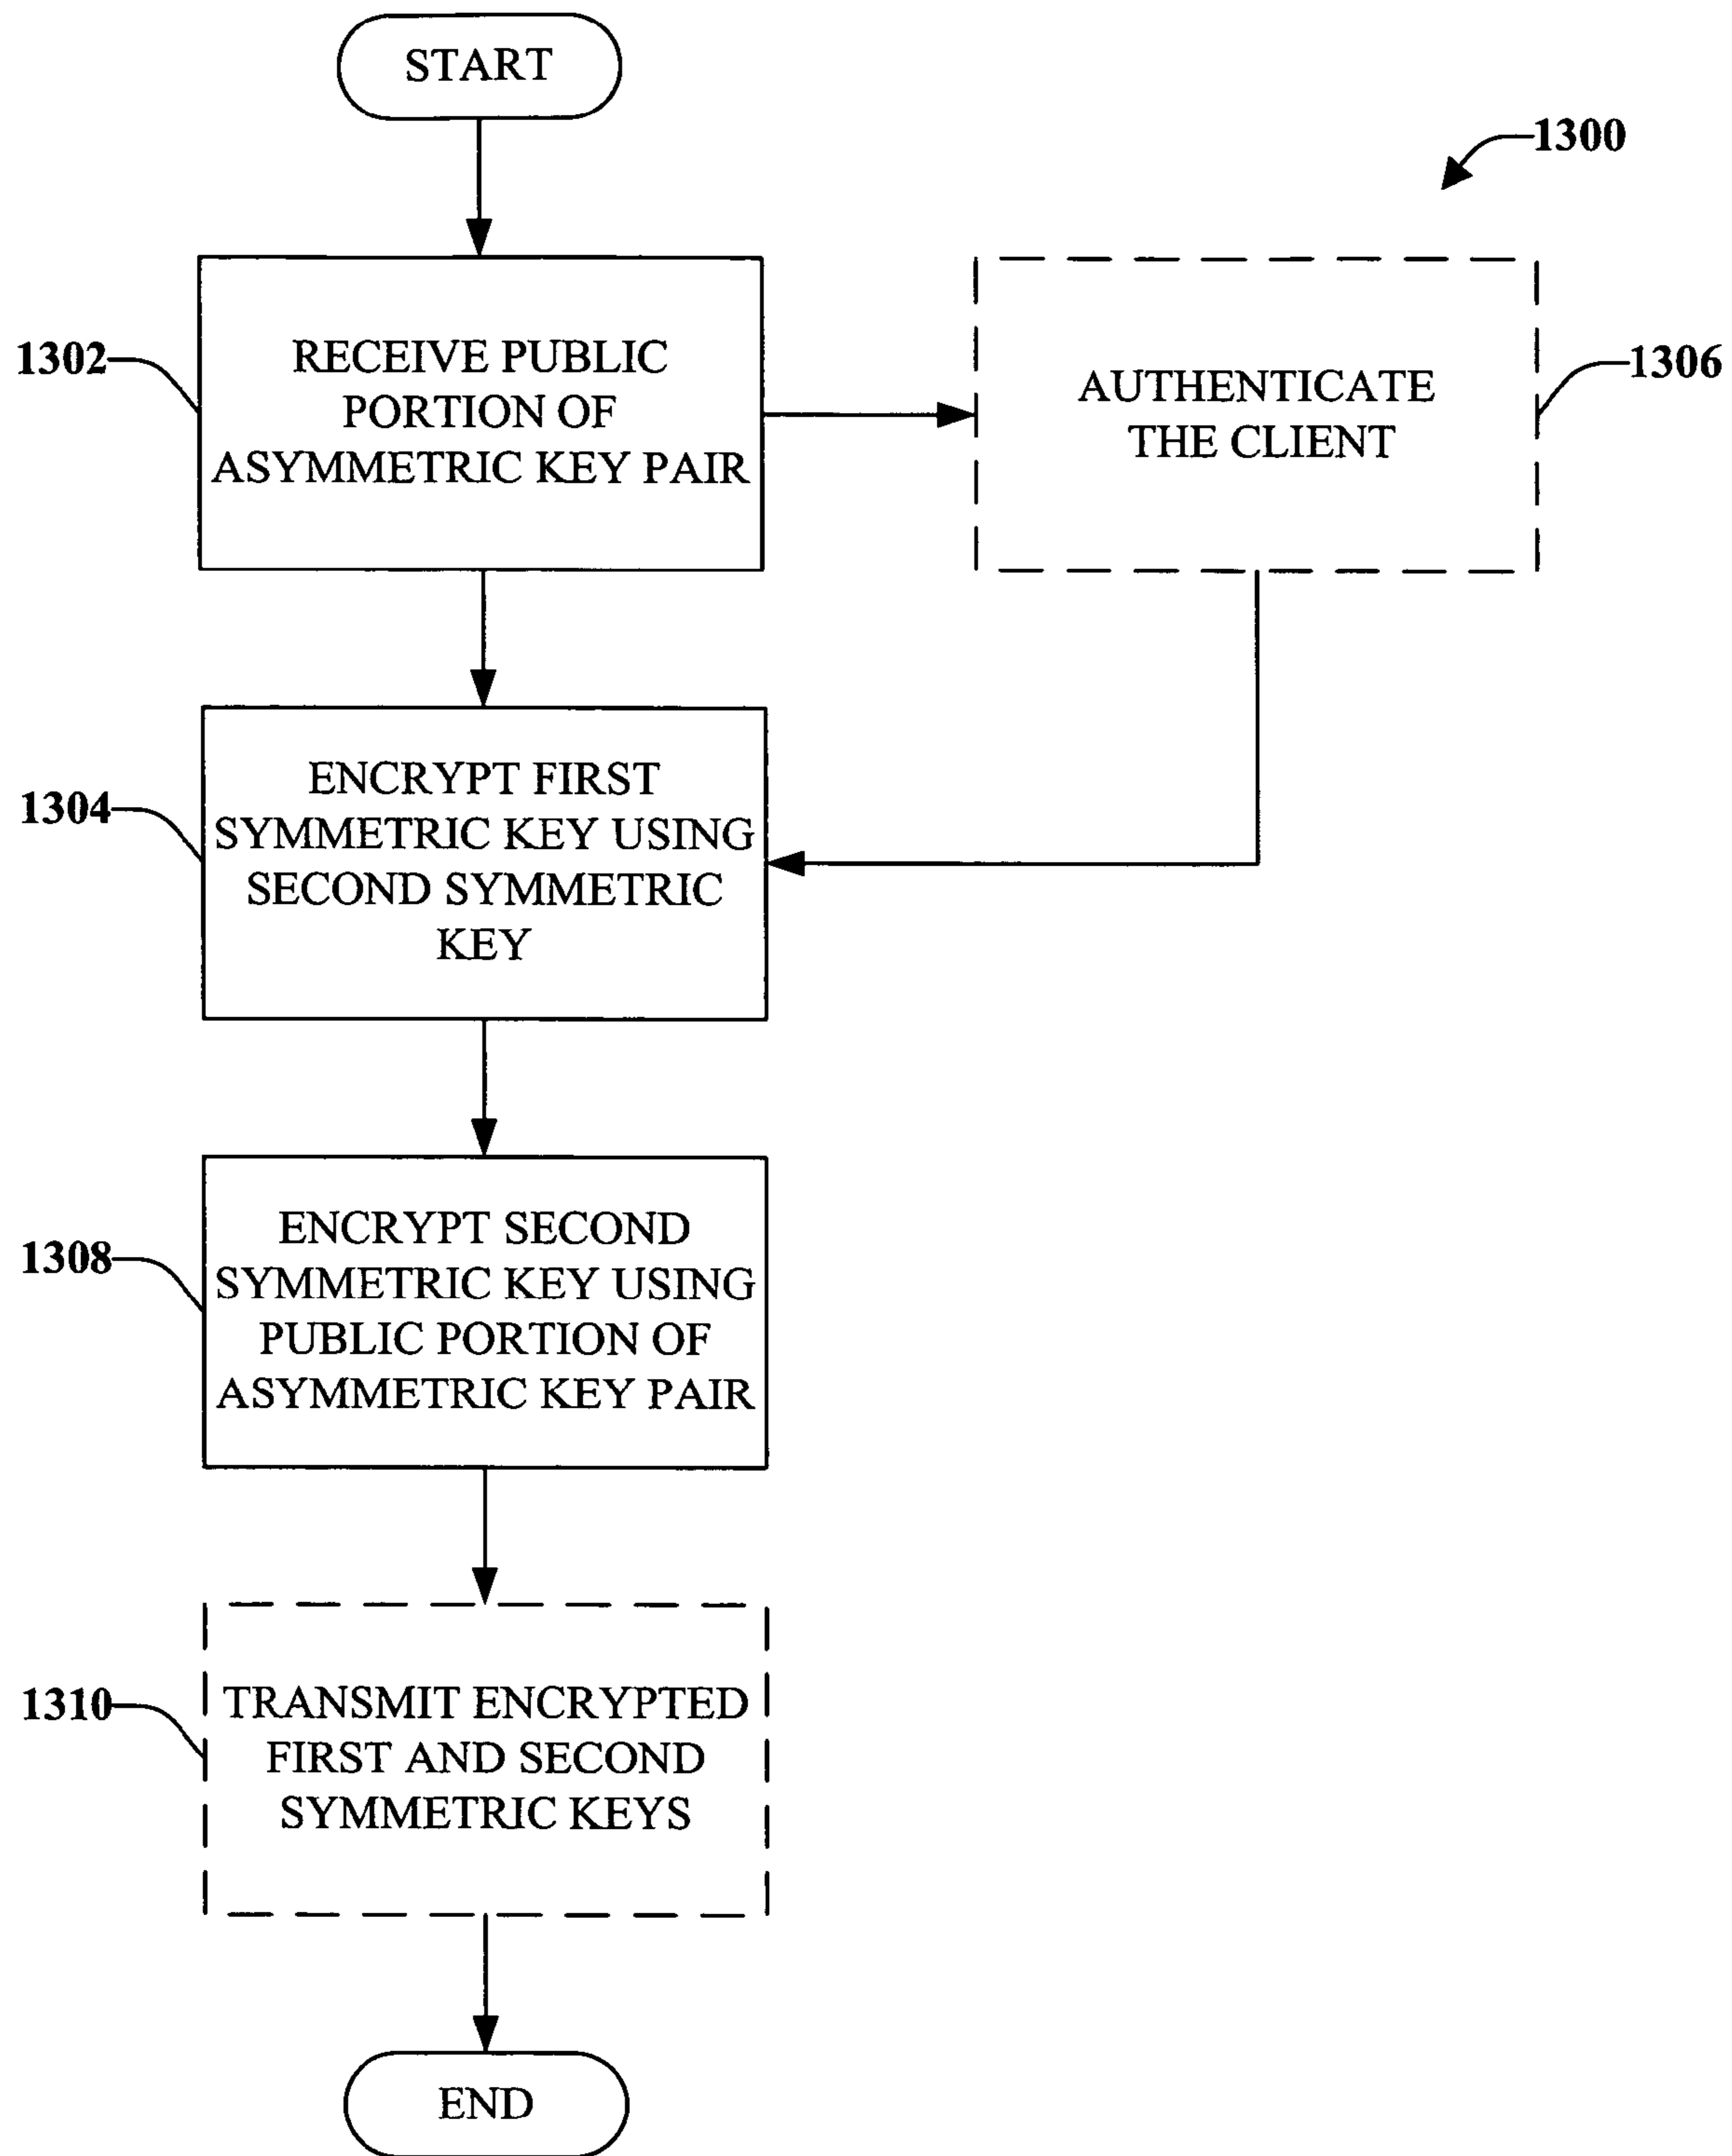 START
1300
1302
RECEIVE PUBLIC
PORTION OF
ASYMMETRIC KEY PAIR
AUTHENTICATE
THE CLIENT
1306
1304
ENCRYPT FIRST
SYMMETRIC KEY USING
SECOND SYMMETRIC
KEY
1308
ENCRYPT SECOND
SYMMETRIC KEY USING
PUBLIC PORTION OF
ASYMMETRIC KEY PAIR
1310
TRANSMIT ENCRYPTED
FIRST AND SECOND
SYMMETRIC KEYS
END